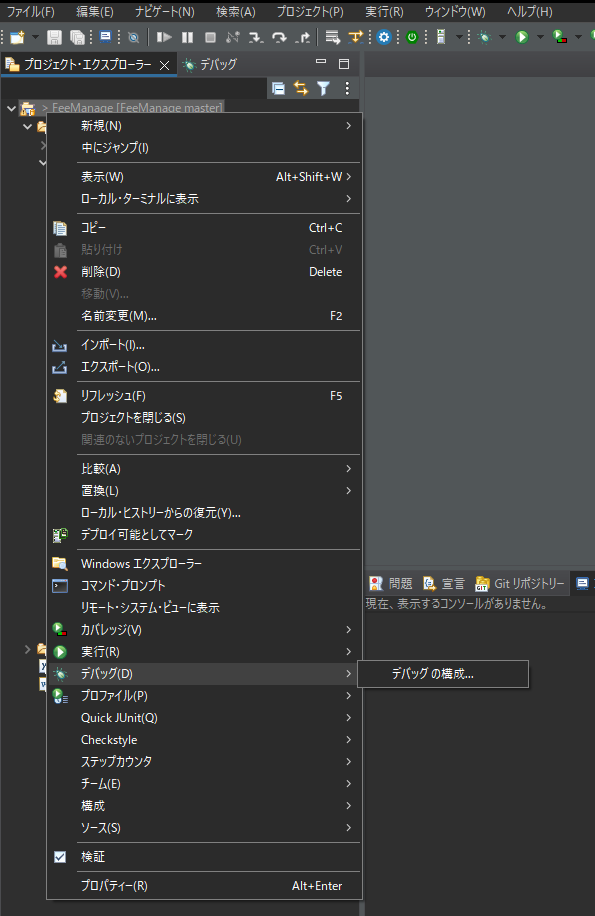 ファイル(F) 編集(E) ナビゲート(N) 検索(A) プロジェクト(P) 実行(R) ウィンドウ(W) ヘルプ(H)
プロジェクト・エクスプローラー デバッグ
> FeeManage [FeeManage master]
新規(N)
中にジャンプ(I)
表示(W) Alt+Shift+W
ローカル・ターミナルに表示
コピー Ctrl+C
貼り付け Ctrl+V
削除(D) Delete
移動(V)...
名前変更(M)... F2
インポート(I)...
エクスポート(O)...
リフレッシュ(F) F5
プロジェクトを閉じる(S)
関連のないプロジェクトを閉じる(U)
比較(A)
置換(L)
ローカル・ヒストリーからの復元(Y)...
デプロイ可能としてマーク
Windows エクスプローラー
コマンド・プロンプト
リモート・システム・ビューに表示
カバレッジ(V)
実行(R)
デバッグ(D)
デバッグ の構成...
プロファイル(P)
Quick JUnit(Q)
Checkstyle
ステップカウンタ
チーム(E)
構成
ソース(S)
検証
プロパティー(R) Alt+Enter
問題 宣言 Git リポジトリー
現在、表示するコンソールがありません。